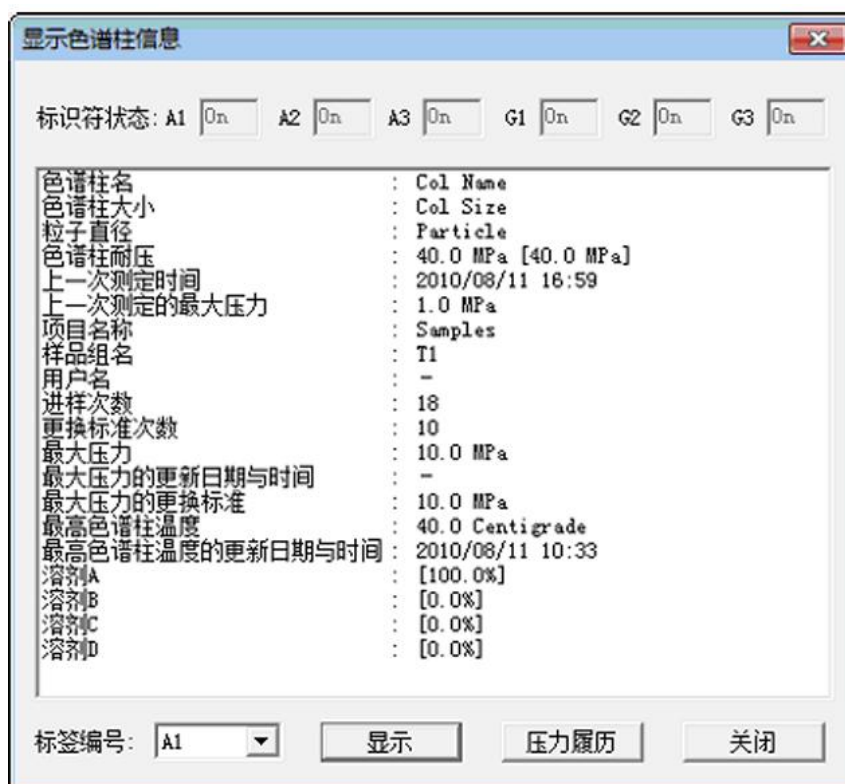 显示色谱柱信息
标识符状态: A1 On A2 On A3 On G1 On G2 On G3 On
色谱柱名 : Col Name
色谱柱大小 : Col Size
粒子直径 : Particle
色谱柱耐压 : 40.0 MPa [40.0 MPa]
上一次测定时间 : 2010/08/11 16:59
上一次测定的最大压力 : 1.0 MPa
项目名称 : Samples
样品组名 : T1
用户名 : -
进样次数 : 18
更换标准次数 : 10
最大压力 : 10.0 MPa
最大压力的更新日期与时间 : -
最大压力的更换标准 : 10.0 MPa
最高色谱柱温度 : 40.0 Centigrade
最高色谱柱温度的更新日期与时间 : 2010/08/11 10:33
溶剂A : [100.0%]
溶剂B : [0.0%]
溶剂C : [0.0%]
溶剂D : [0.0%]
标签编号: A1 显示 压力履历 关闭